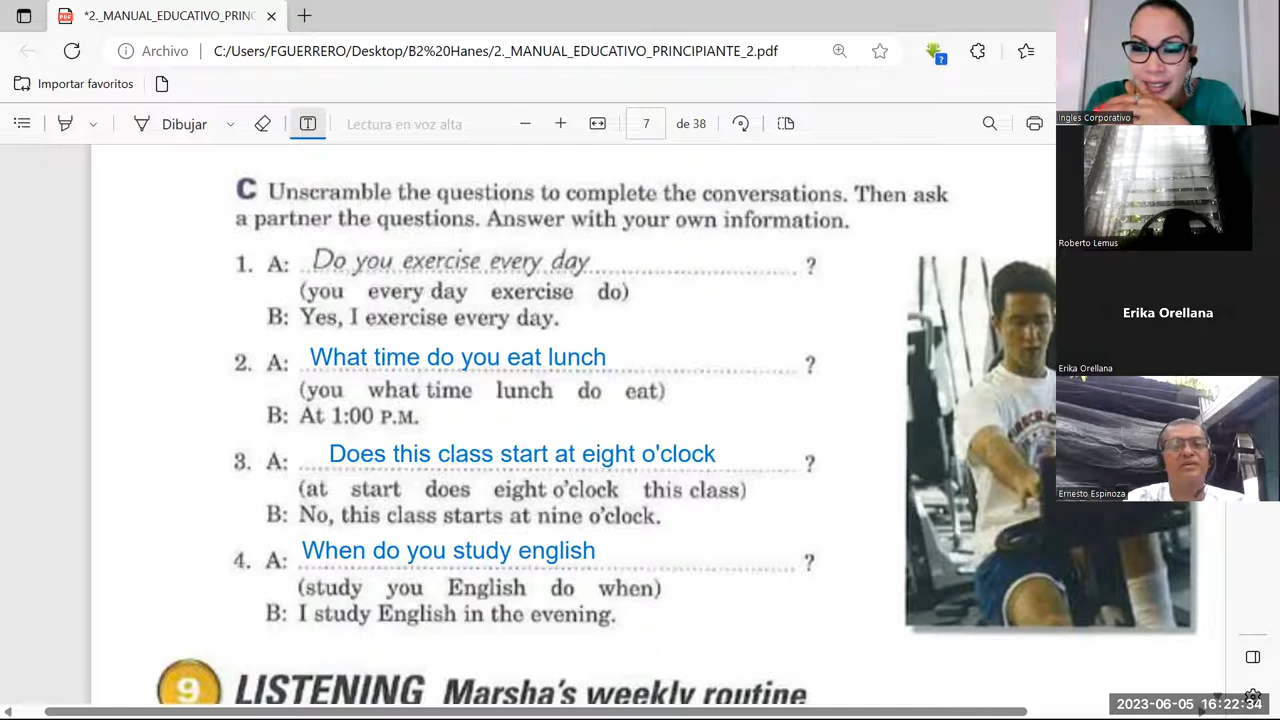 *2._MANUAL_EDUCATIVO_PRINC
Archivo
C:/Users/FGUERRERO/Desktop/B2%20Hanes/2._MANUAL_EDUCATIVO_PRINCIPIANTE_2.pdf
Importar favoritos
Dibujar
Lectura en voz alta
7
de 38
C Unscramble the questions to complete the conversations. Then ask
a partner the questions. Answer with your own information.
1. A: Do you exercise every day ?
(you every day exercise do)
B: Yes, I exercise every day.
2. A: What time do you eat lunch ?
(you what time lunch do eat)
B: At 1:00 P.M.
3. A: Does this class start at eight o'clock ?
(at start does eight o'clock this class)
B: No, this class starts at nine o'clock.
4. A: When do you study english ?
(study you English do when)
B: I study English in the evening.
9 LISTENING Marsha's weekly routine
Ingles Corporativo
Roberto Lemus
Erika Orellana
Erika Orellana
Ernesto Espinoza
2023-06-05 16:22:34